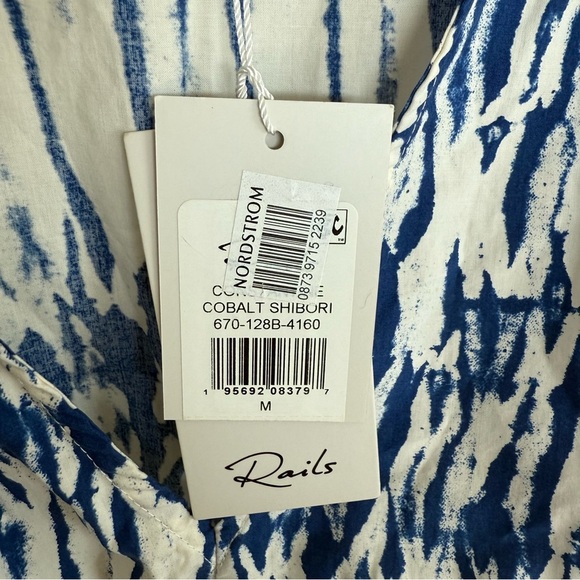 NORDSTROM
0873 9715 2239
COBALT SHIBORI
670-128B-4160
1 95692 08379 7
M
Rails